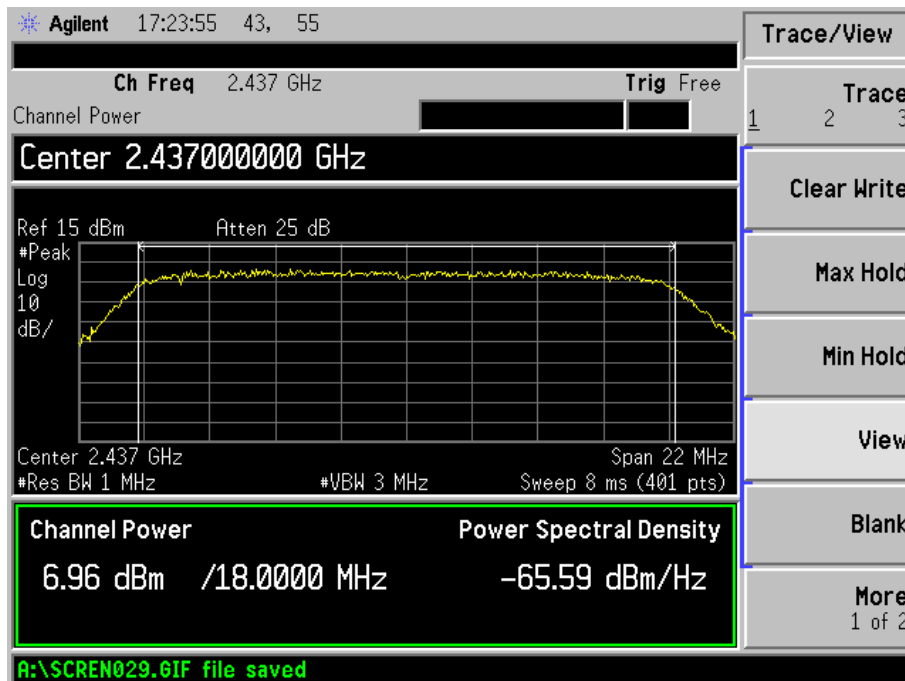 Agilent 17:23:55 43, 55
Trace/View
Ch Freq 2.437 GHz Trig Free
Channel Power
Trace
1 2 3
Center 2.437000000 GHz
Clear Write
Ref 15 dBm Atten 25 dB
#Peak
Log
10
dB/
Max Hold
Min Hold
View
Center 2.437 GHz Span 22 MHz
#Res BW 1 MHz #VBW 3 MHz Sweep 8 ms (401 pts)
Channel Power Power Spectral Density
6.96 dBm /18.0000 MHz -65.59 dBm/Hz
Blank
More
1 of 2
A:\SCREN029.GIF file saved